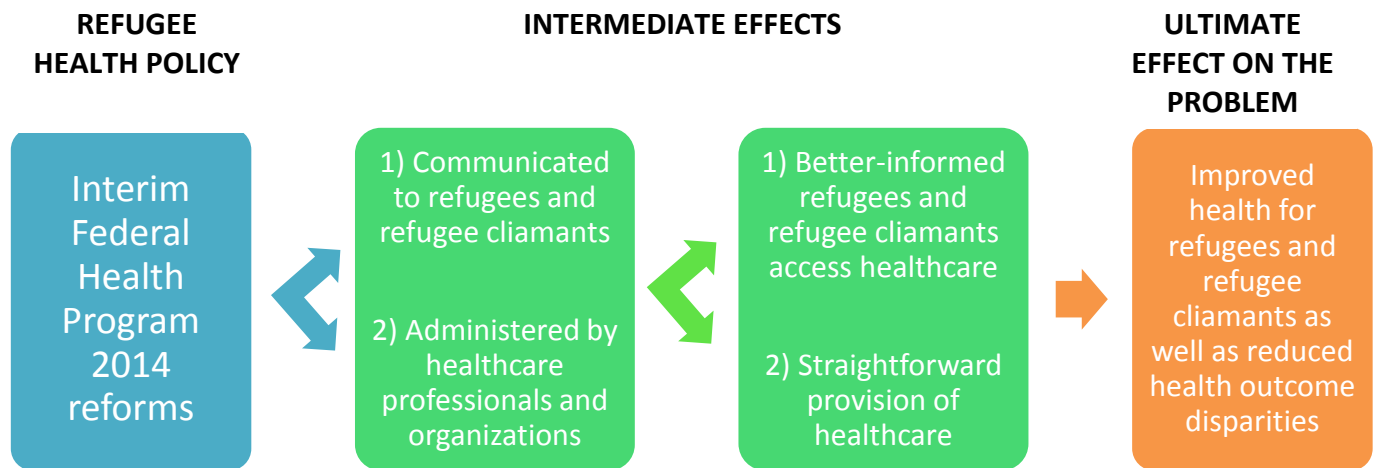 REFUGEE
HEALTH POLICY
INTERMEDIATE EFFECTS
ULTIMATE
EFFECT ON THE
PROBLEM
Interim
Federal
Health
Program
2014
reforms
1) Communicated
to refugees and
refugee cliamants
2) Administered by
healthcare
professionals and
organizations
1) Better-informed
refugees and
refugee cliamants
access healthcare
2) Straightforward
provision of
healthcare
Improved
health for
refugees and
refugee
cliamants as
well as reduced
health outcome
disparities